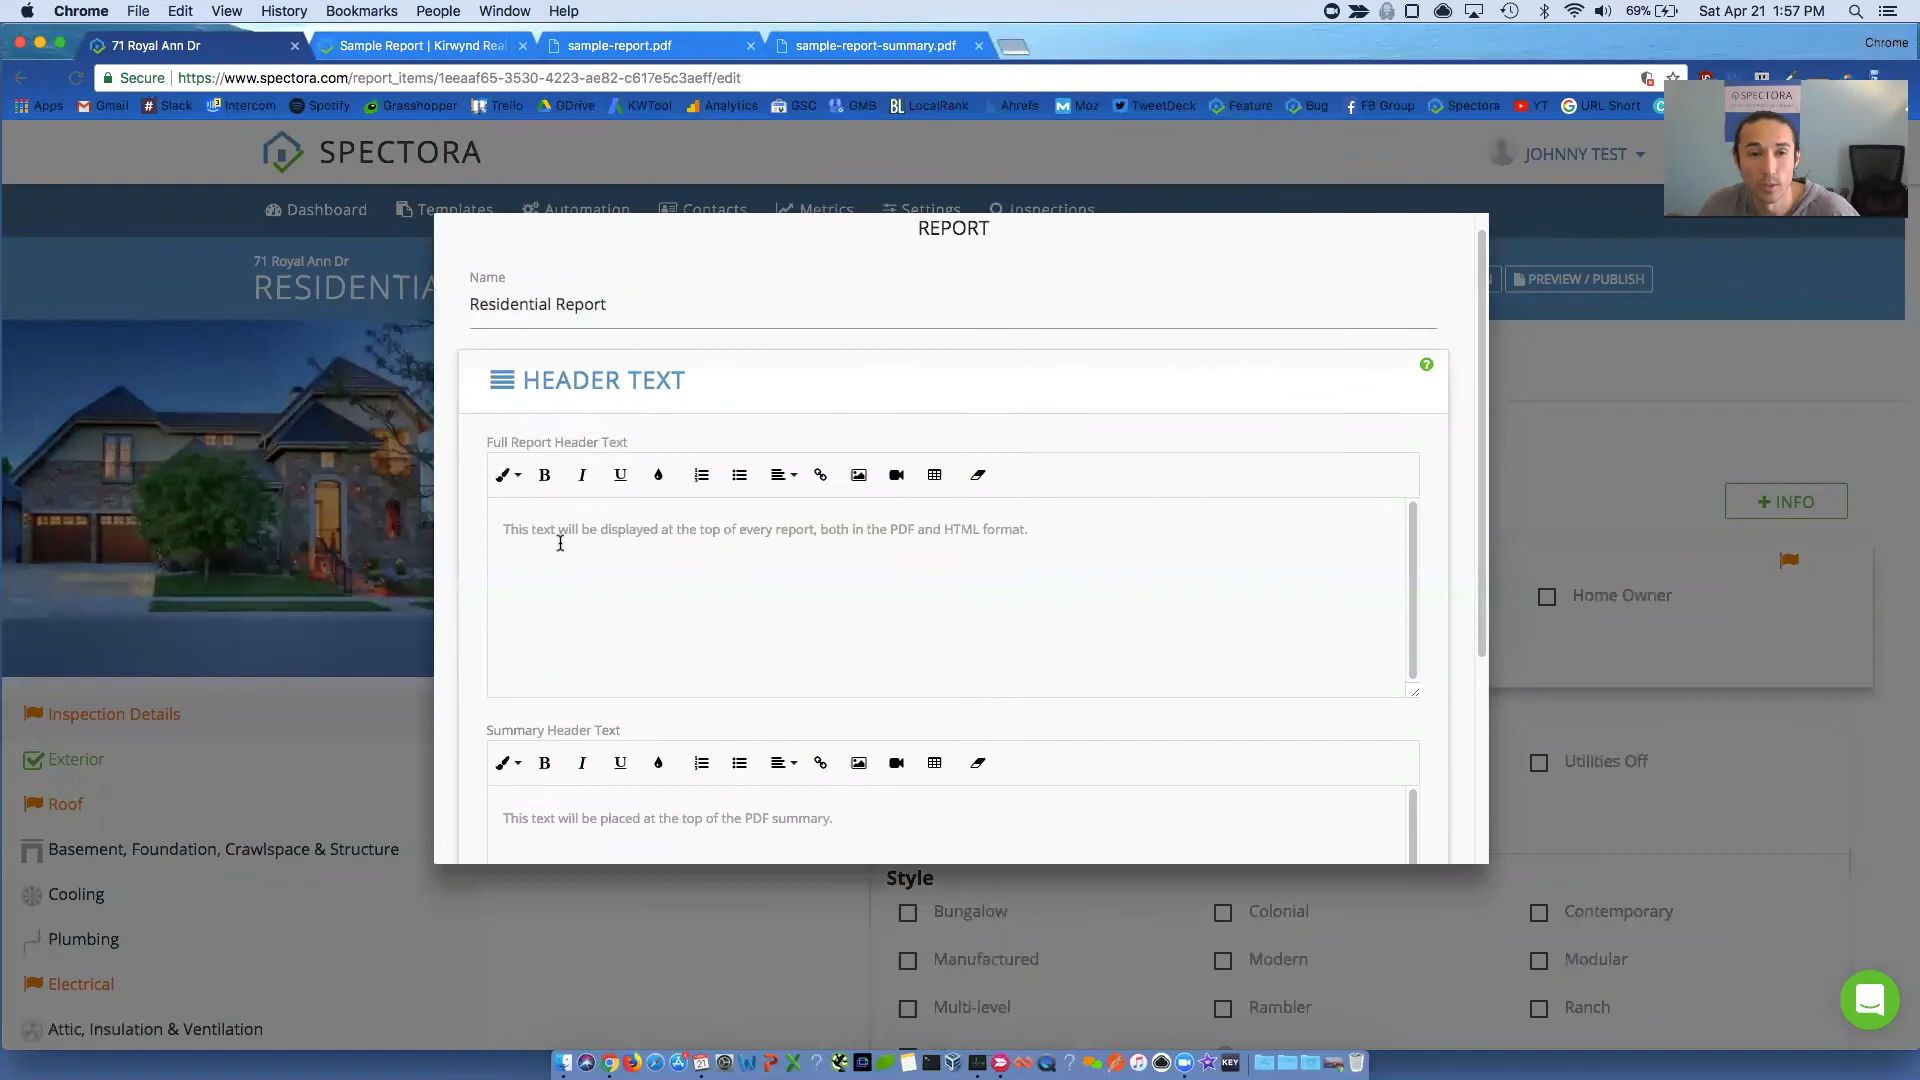 Chrome File Edit View History Bookmarks People Window Help 69% Sat Apr 21 1:57 PM
71 Royal Ann Dr Sample Report | Kirwynd Rea sample-report.pdf sample-report-summary.pdf Chrome
Secure https://www.spectora.com/report_items/1eeaaf65-3530-4223-ae82-c617e5c3aeff/edit
Apps Gmail Slack Intercom Spotify Grasshopper Trello GDrive KWTool Analytics GSC GMB LocalRank Ahrefs Moz TweetDeck Feature Bug FB Group Spectora YT URL Short
SPECTORA
SPECTORA JOHNNY TEST
Dashboard Templates Automation Contacts Metrics Settings Inspections
REPORT
71 Royal Ann Dr
RESIDENTIA
PREVIEW / PUBLISH
Name
Residential Report
HEADER TEXT
Full Report Header Text
B I U
This text will be displayed at the top of every report, both in the PDF and HTML format.
+ INFO
Home Owner
Summary Header Text
B I U
This text will be placed at the top of the PDF summary.
Utilities Off
Inspection Details
Exterior
Roof
Basement, Foundation, Crawlspace & Structure
Cooling
Plumbing
Electrical
Attic, Insulation & Ventilation
Style
Bungalow Colonial Contemporary
Manufactured Modern Modular
Multi-level Rambler Ranch
KEY